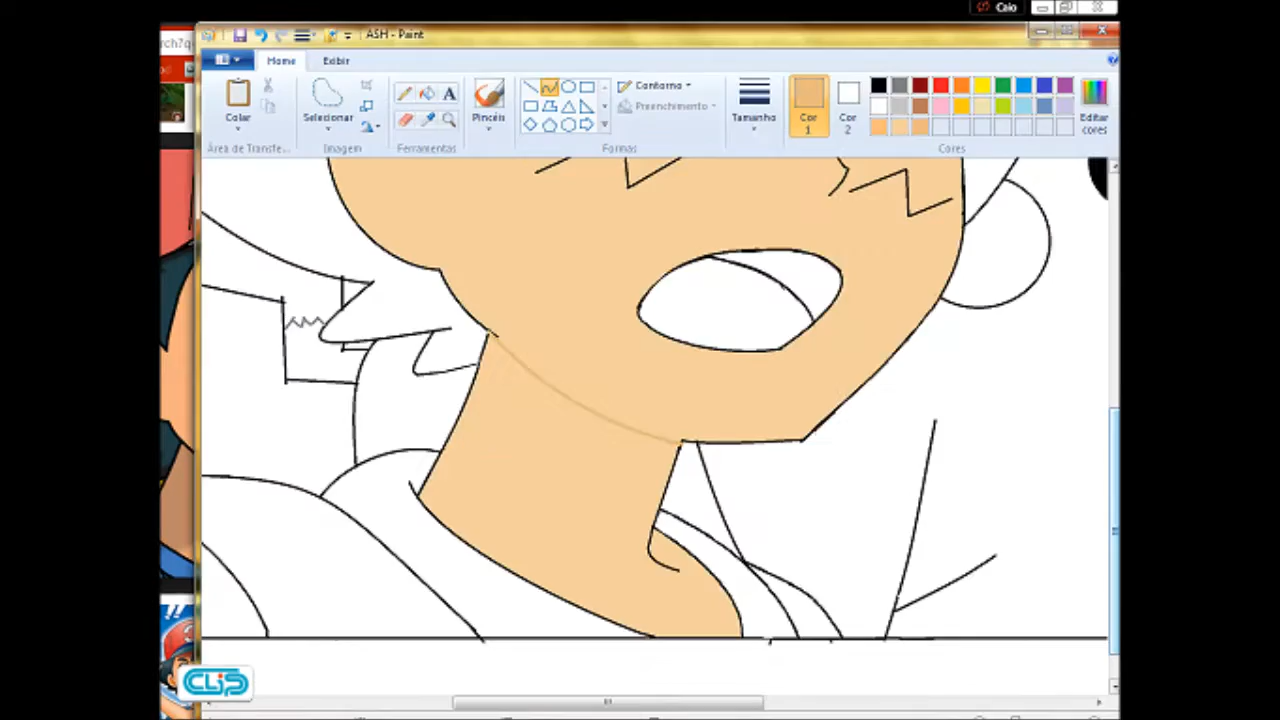 Caio
rch?q
ASH - Paint
Home
Exibir
Colar
Selecionar
A
Pincéis
Contorno
Preenchimento
Tamanho
Cor
1
Cor
2
Editar
cores
Área de Transfe...
Imagem
Ferramentas
Formas
Cores
!!
CLIP